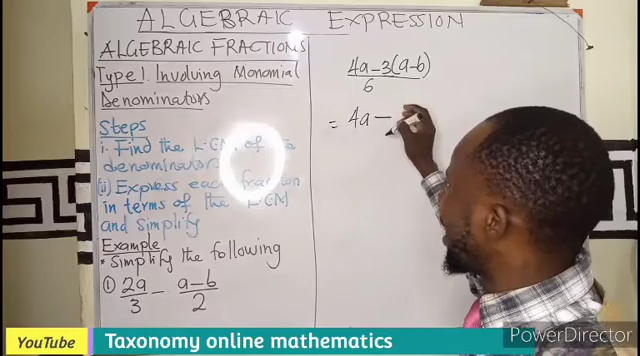 ALGEBRAIC EXPRESSION
ALGEBRAIC FRACTIONS
Type 1. Involving Monomial
Denominators
Steps
i. Find the LCM of the
denominators
(ii) Express each fraction
in terms of the LCM
and simplify
Example
* Simplify the following
① 2a/3 - a-b/2
4a-3(a-b)
6
= 4a -
YouTube Taxonomy online mathematics
PowerDirector